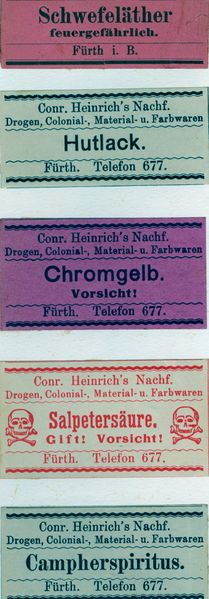 Schwefeläther
feuergefährlich.
Fürth i. B.
Conr. Heinrich's Nachf.
Drogen, Colonial-, Material- u. Farbwaren
Hutlack.
Fürth. Telefon 677.
Conr. Heinrich's Nachf.
Drogen, Colonial-, Material- u. Farbwaren
Chromgelb.
Vorsicht!
Fürth. Telefon 677.
Conr. Heinrich's Nachf.
Drogen, Colonial-, Material- u. Farbwaren
Salpetersäure.
Gift! Vorsicht!
Fürth. Telefon 677.
Conr. Heinrich's Nachf.
Drogen, Colonial-, Material- u. Farbwaren
Campherspiritus.
Fürth. Telefon 677.